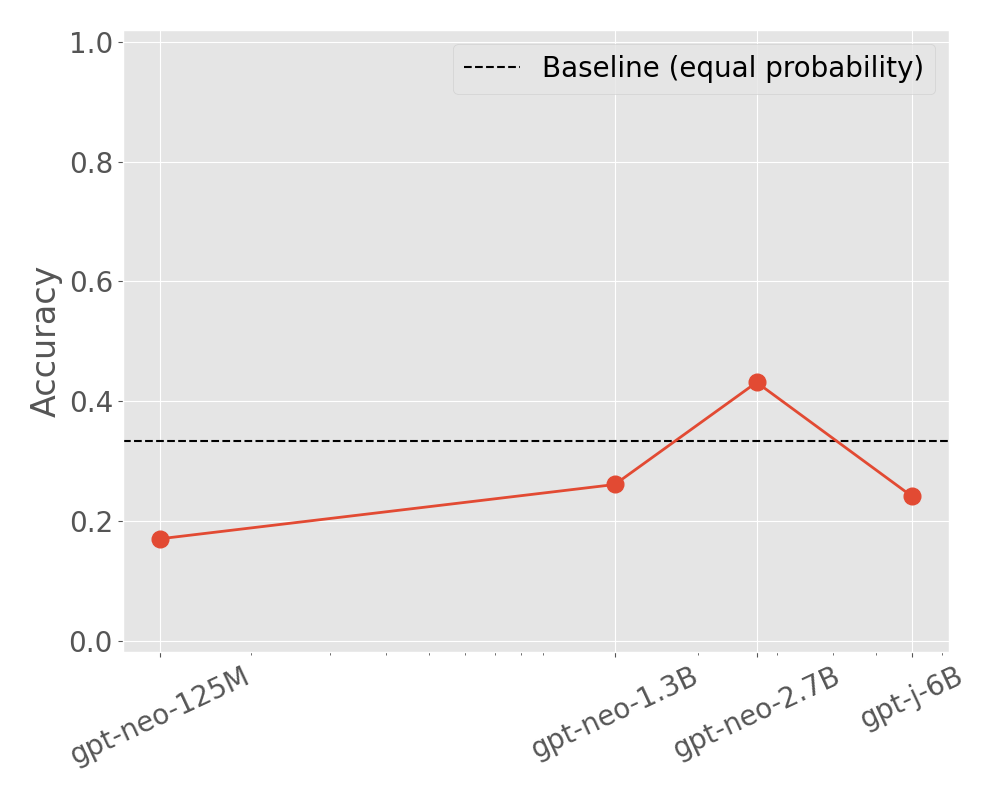 Baseline (equal probability)
Accuracy
1.0
0.8
0.6
0.4
0.2
0.0
gpt-neo-125M
gpt-neo-1.3B
gpt-neo-2.7B
gpt-j-6B